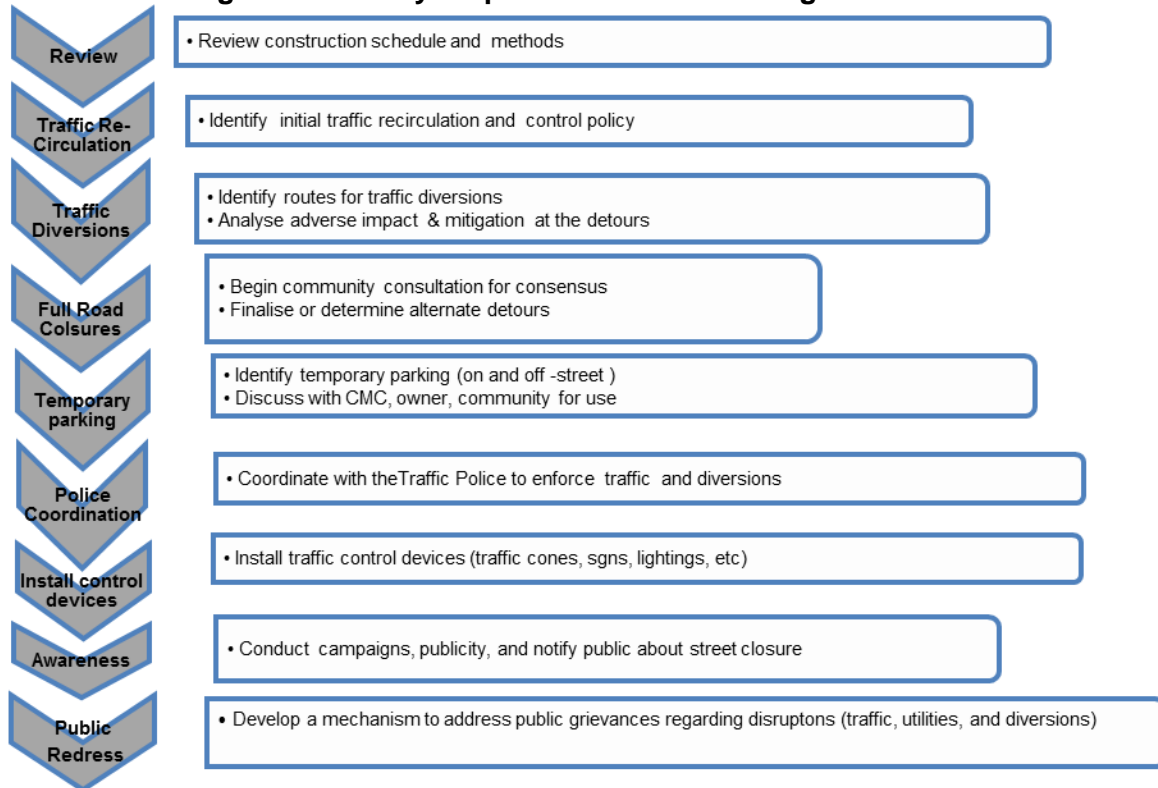 Review
• Review construction schedule and methods
Traffic Re-
Circulation
• Identify initial traffic recirculation and control policy
Traffic
Diversions
• Identify routes for traffic diversions
• Analyse adverse impact & mitigation at the detours
Full Road
Colsures
• Begin community consultation for consensus
• Finalise or determine alternate detours
Temporary
parking
• Identify temporary parking (on and off -street )
• Discuss with CMC, owner, community for use
Police
Coordination
• Coordinate with theTraffic Police to enforce traffic and diversions
Install control
devices
• Install traffic control devices (traffic cones, sgns, lightings, etc)
Awareness
• Conduct campaigns, publicity, and notify public about street closure
Public
Redress
• Develop a mechanism to address public grievances regarding disruptons (traffic, utilities, and diversions)